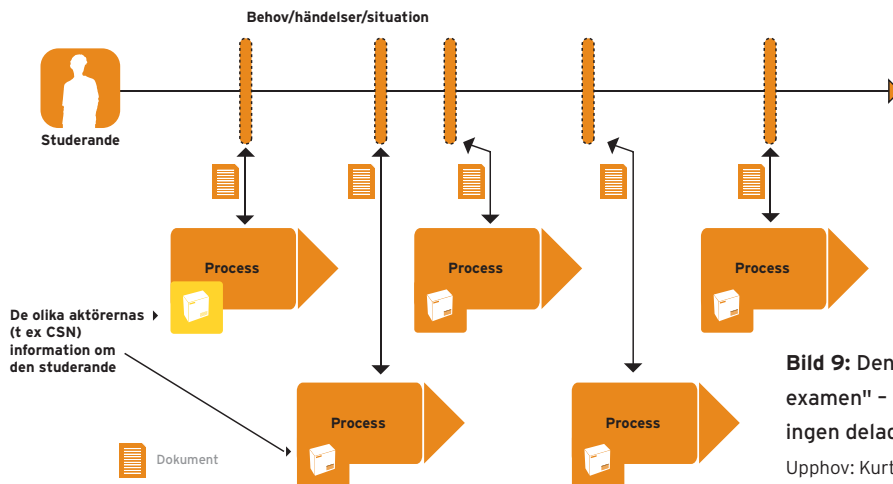 Behov/händelser/situation
Studerande
Process
Process
Process
De olika aktörernas
(t ex CSN)
information om
den studerande
Process
Process
Dokument
Bild 9: Den
examen" –
ingen delad
Upphov: Kurt